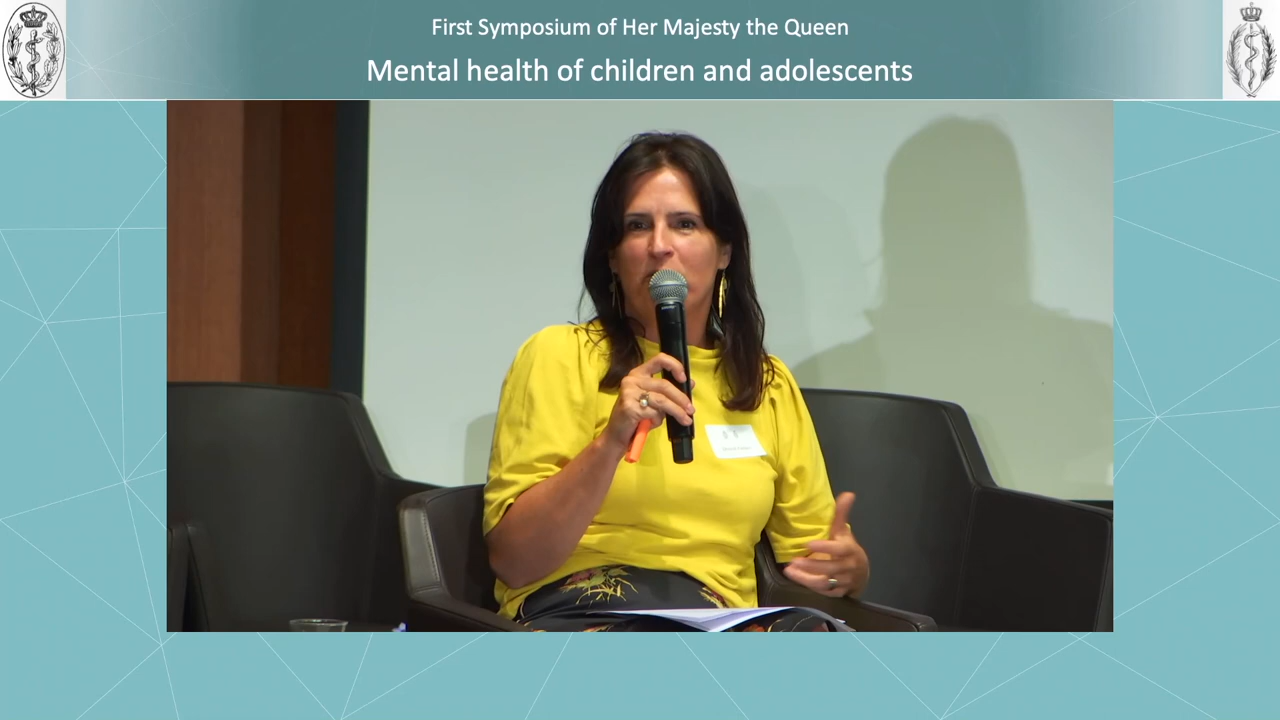 First Symposium of Her Majesty the Queen
Mental health of children and adolescents